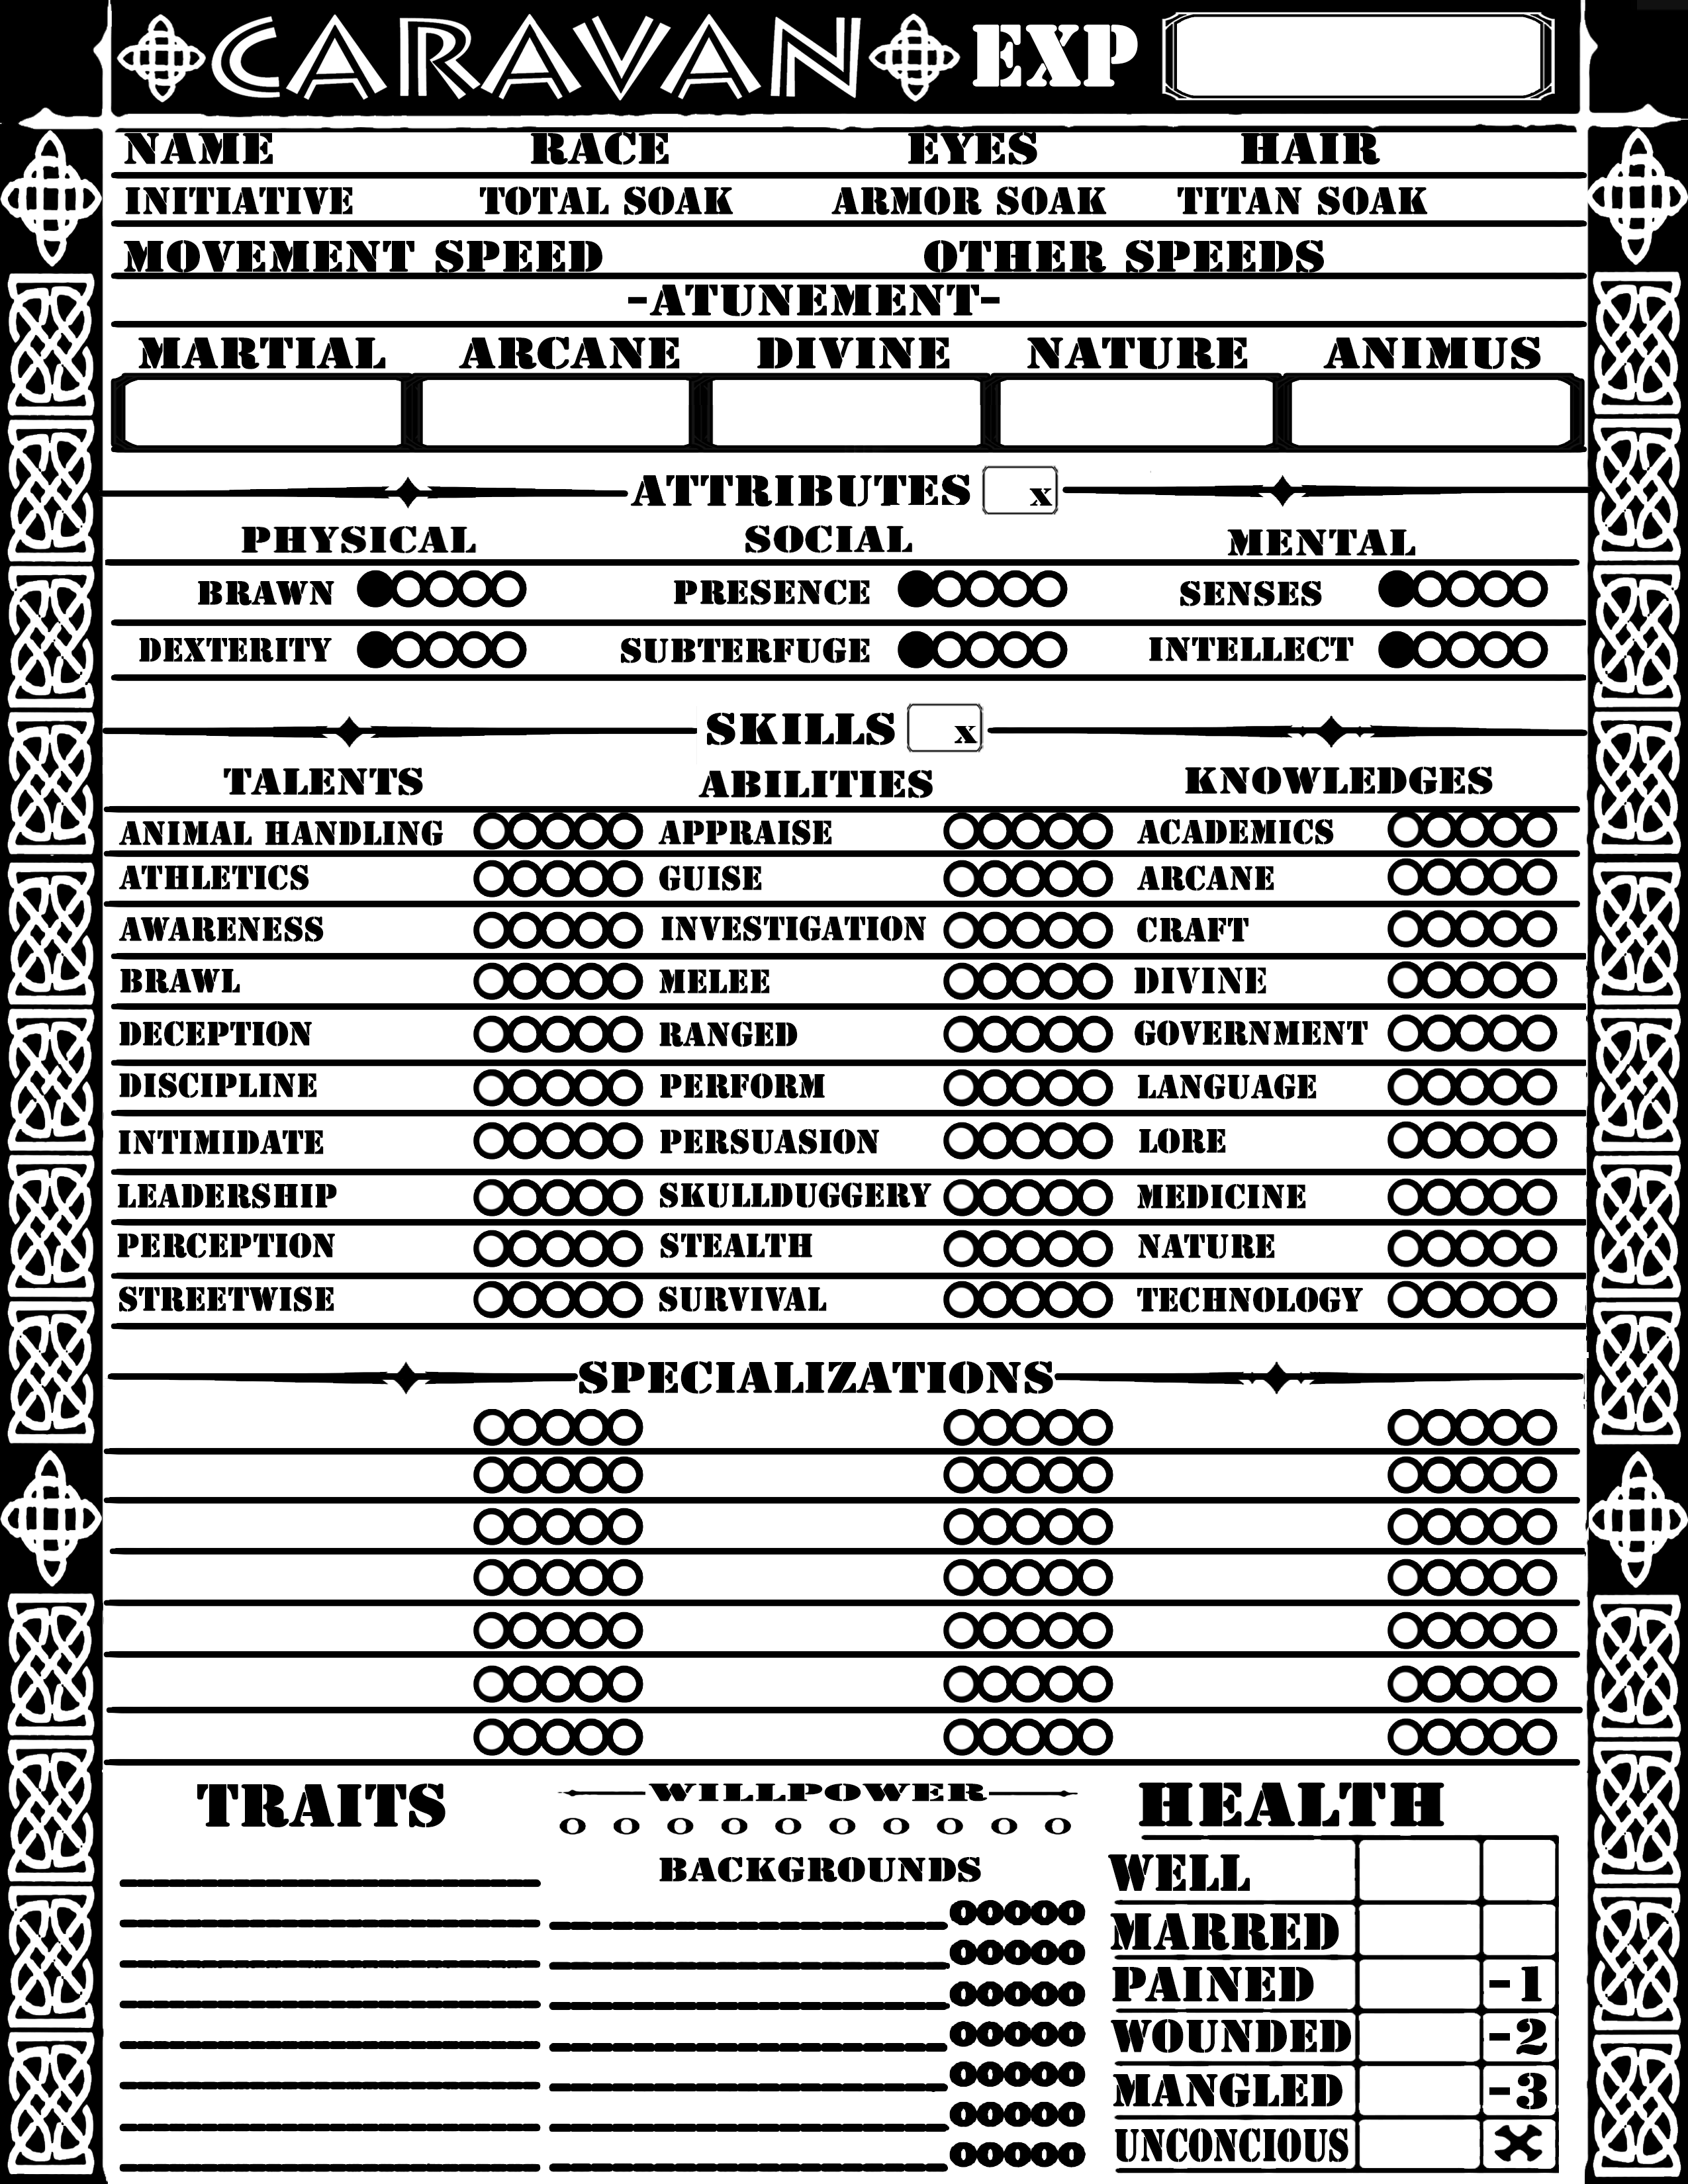 CARAVAN EXP
NAME RACE EYES HAIR
INITIATIVE TOTAL SOAK ARMOR SOAK TITAN SOAK
MOVEMENT SPEED OTHER SPEEDS
-ATUNEMENT-
MARTIAL ARCANE DIVINE NATURE ANIMUS
ATTRIBUTES x
PHYSICAL SOCIAL MENTAL
BRAWN PRESENCE SENSES
DEXTERITY SUBTERFUGE INTELLECT
SKILLS x
TALENTS ABILITIES KNOWLEDGES
ANIMAL HANDLING APPRAISE ACADEMICS
ATHLETICS GUISE ARCANE
AWARENESS INVESTIGATION CRAFT
BRAWL MELEE DIVINE
DECEPTION RANGED GOVERNMENT
DISCIPLINE PERFORM LANGUAGE
INTIMIDATE PERSUASION LORE
LEADERSHIP SKULLDUGGERY MEDICINE
PERCEPTION STEALTH NATURE
STREETWISE SURVIVAL TECHNOLOGY
SPECIALIZATIONS
TRAITS WILLPOWER HEALTH
BACKGROUNDS
WELL
MARRED
PAINED -1
WOUNDED -2
MANGLED -3
UNCONCIOUS